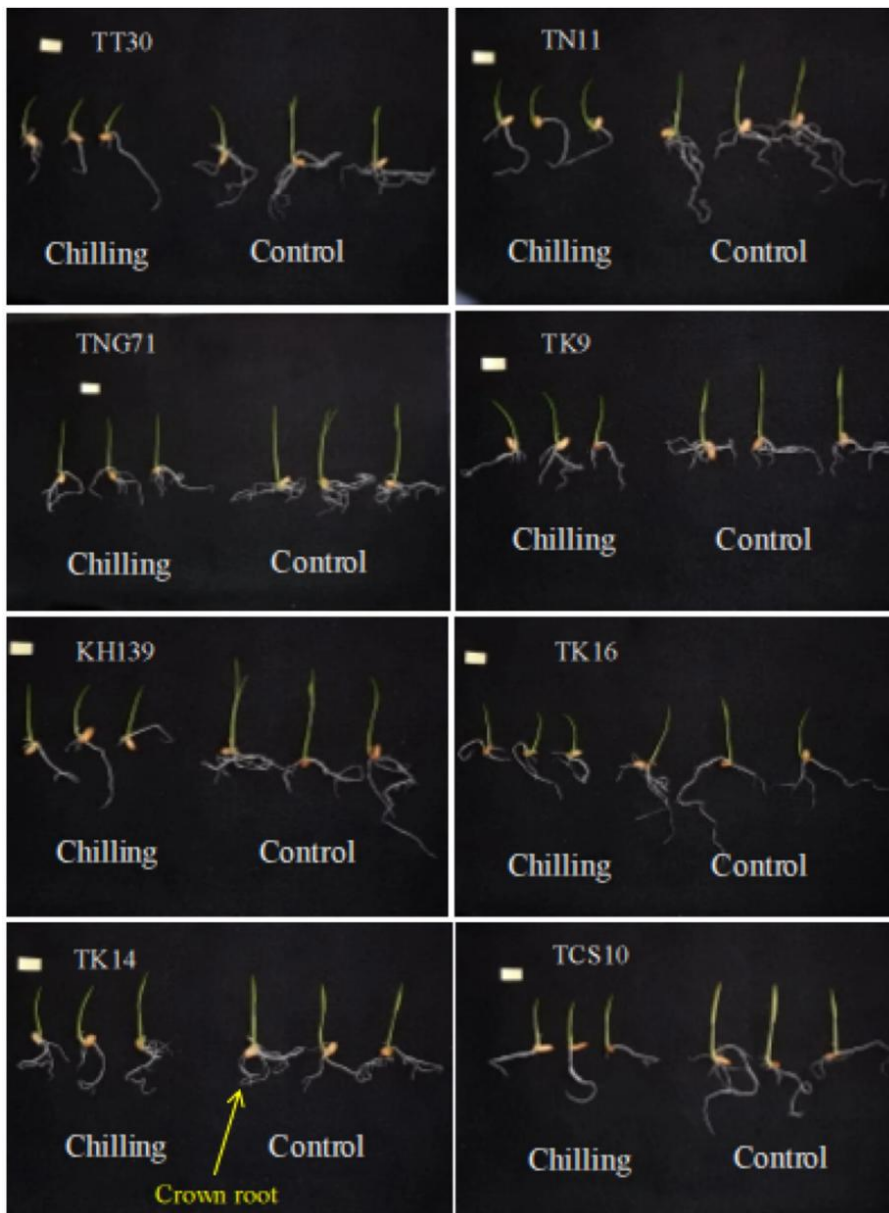 TT30
Chilling Control
TN11
Chilling Control
TNG71
Chilling Control
TK9
Chilling Control
KH139
Chilling Control
TK16
Chilling Control
TK14
Chilling Control
Crown root
TCS10
Chilling Control